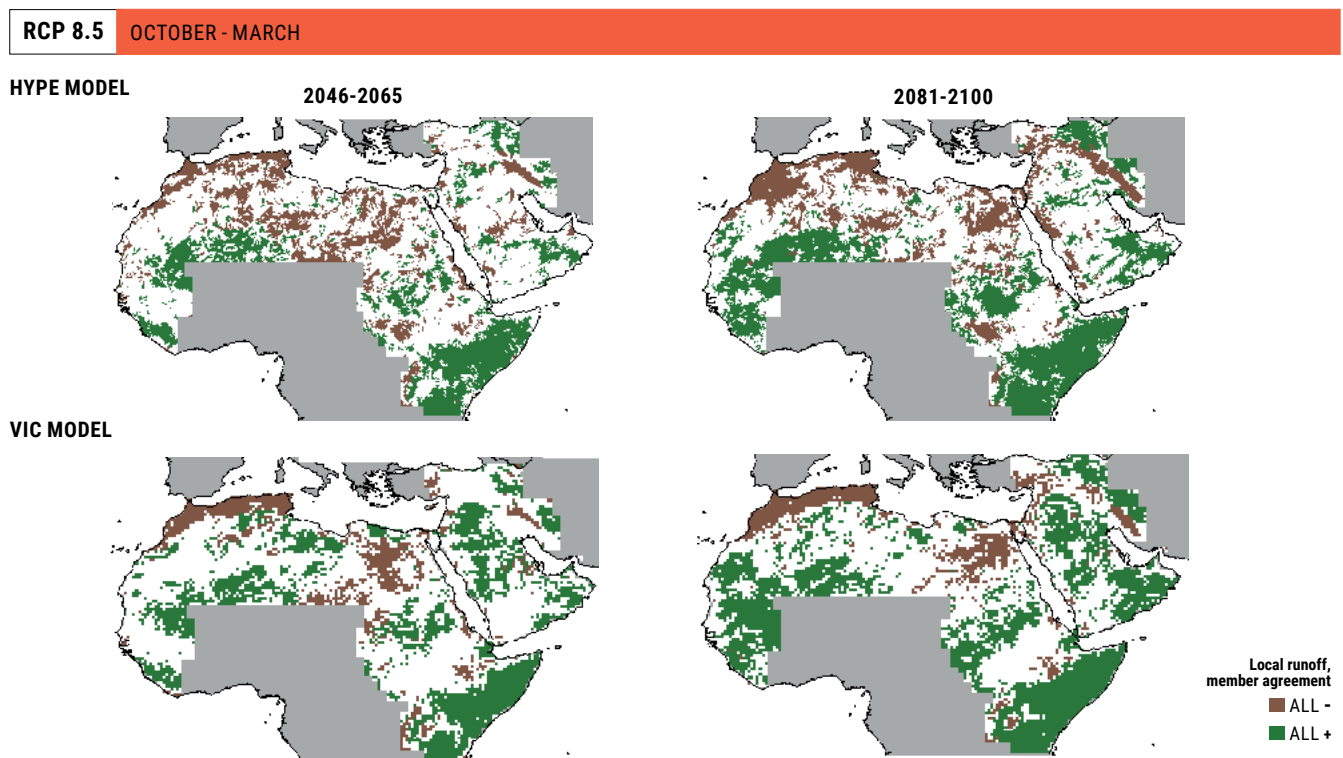 RCP 8.5 OCTOBER - MARCH
HYPE MODEL
2046-2065
2081-2100
VIC MODEL
Local runoff,
member agreement
ALL -
ALL +